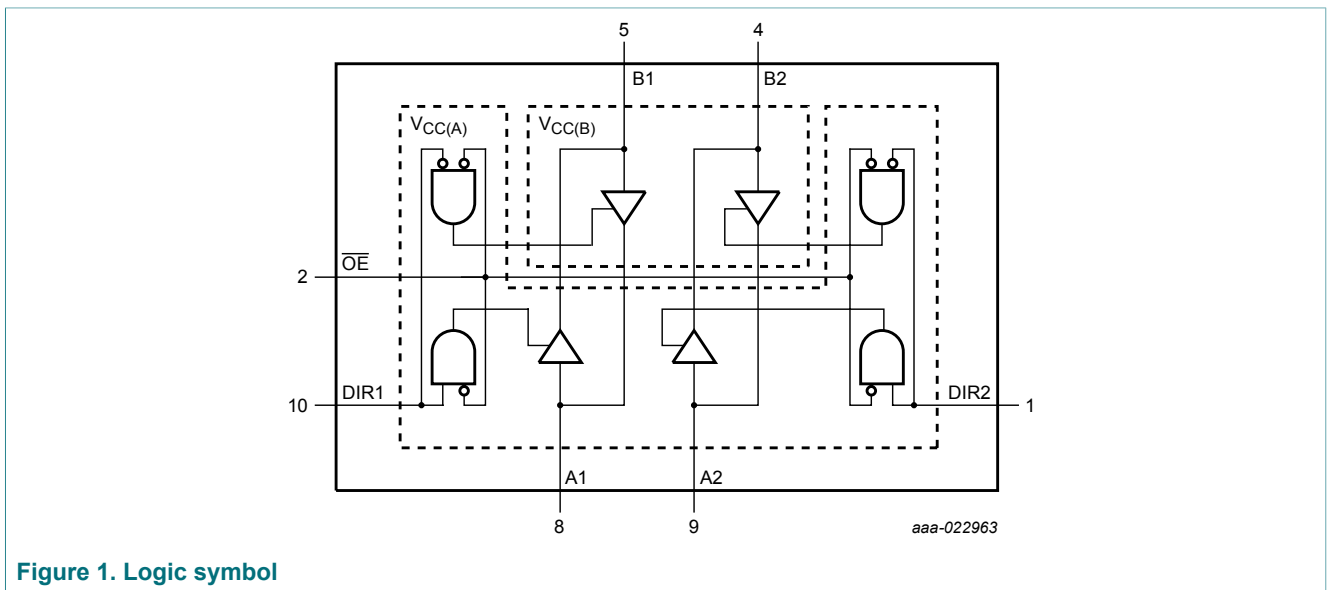 5 4
B1 B2
VCC(A) VCC(B)
2 OE
10 DIR1 DIR2 1
A1 A2
8 9
aaa-022963
Figure 1. Logic symbol